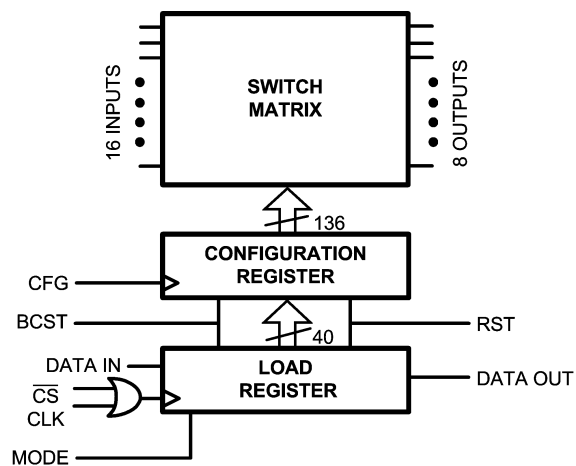 16 INPUTS
SWITCH
MATRIX
8 OUTPUTS
136
CONFIGURATION
REGISTER
CFG
BCST
RST
40
DATA IN
LOAD
REGISTER
DATA OUT
CS
CLK
MODE